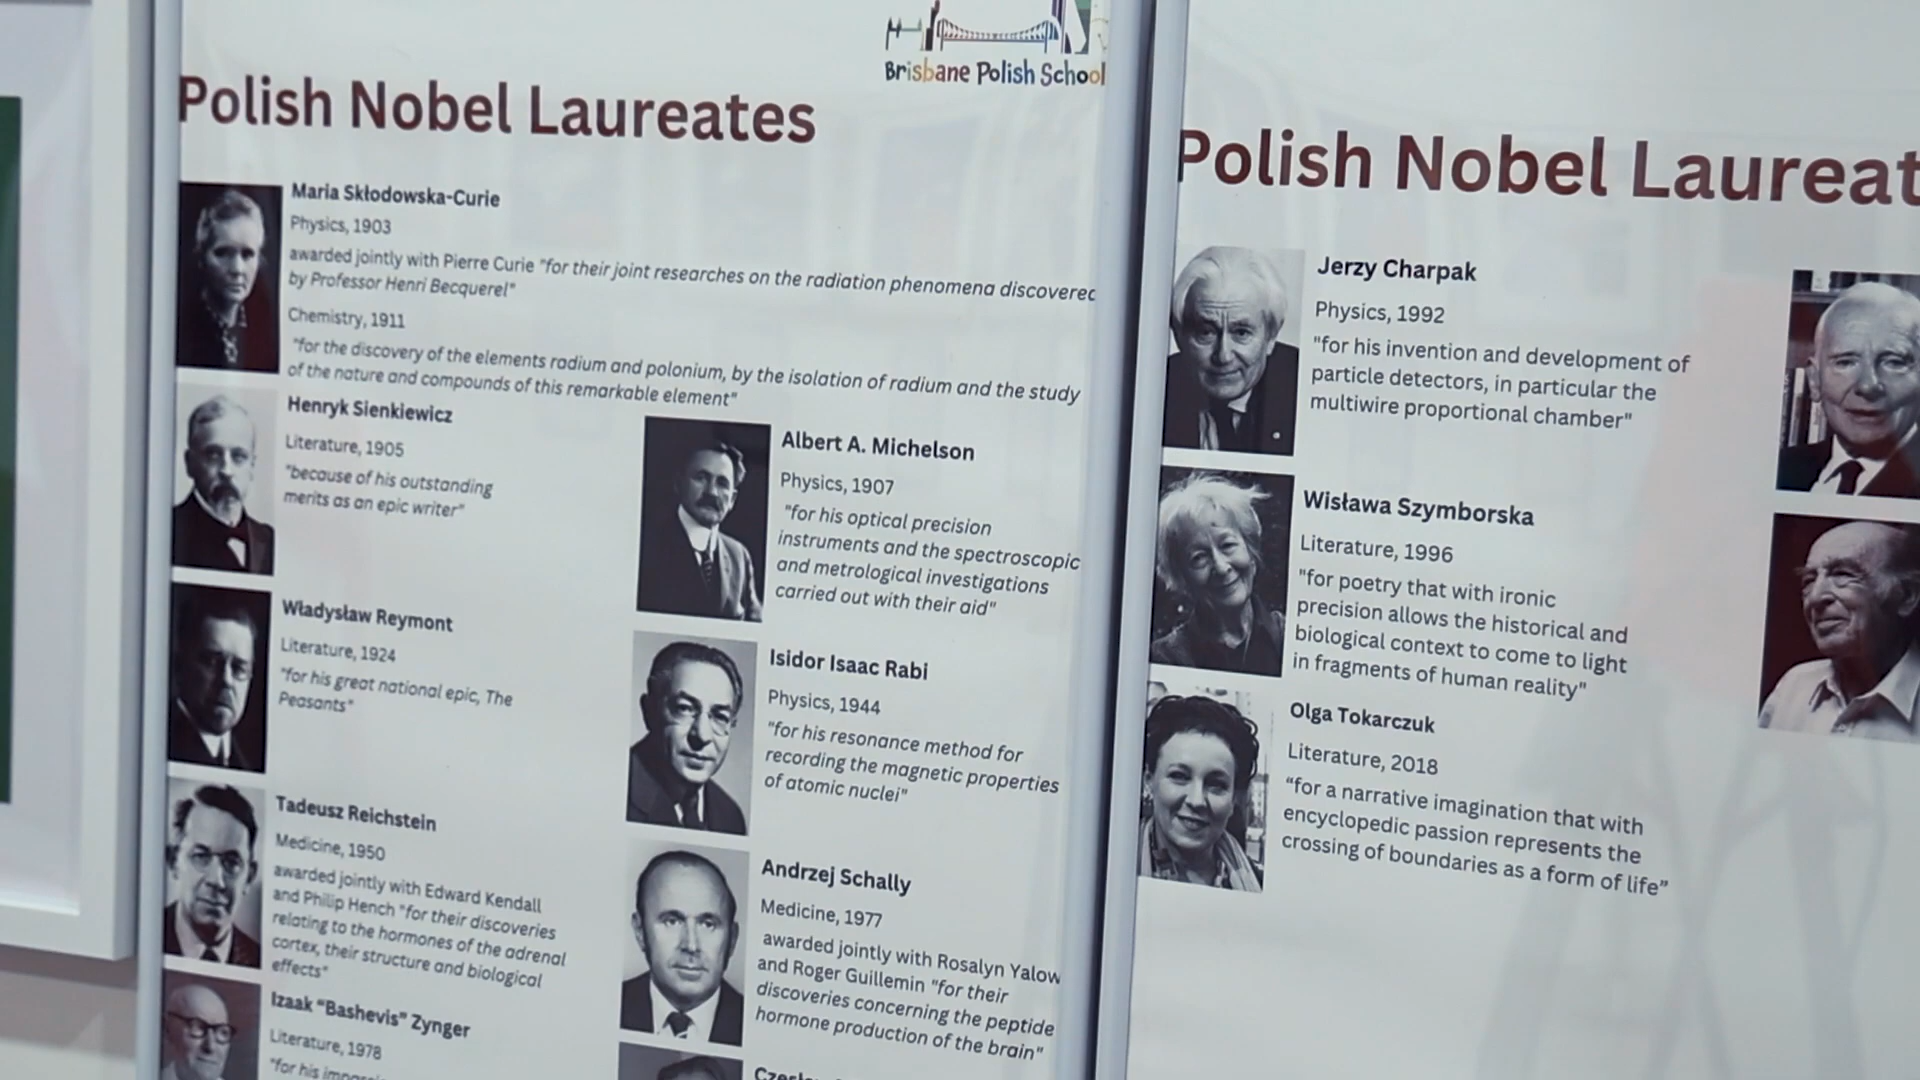 Brisbane Polish School
Polish Nobel Laureates
Maria Skłodowska-Curie
Physics, 1903
awarded jointly with Pierre Curie "for their joint researches on the radiation phenomena discovered
by Professor Henri Becquerel"
Chemistry, 1911
"for the discovery of the elements radium and polonium, by the isolation of radium and the study
of the nature and compounds of this remarkable element"
Henryk Sienkiewicz
Literature, 1905
"because of his outstanding
merits as an epic writer"
Władysław Reymont
Literature, 1924
"for his great national epic, The
Peasants"
Tadeusz Reichstein
Medicine, 1950
awarded jointly with Edward Kendall
and Philip Hench "for their discoveries
relating to the hormones of the adrenal
cortex, their structure and biological
effects"
Izaak "Bashevis" Zynger
Literature, 1978
"for his
Albert A. Michelson
Physics, 1907
"for his optical precision
instruments and the spectroscopic
and metrological investigations
carried out with their aid"
Isidor Isaac Rabi
Physics, 1944
"for his resonance method for
recording the magnetic properties
of atomic nuclei"
Andrzej Schally
Medicine, 1977
awarded jointly with Rosalyn Yalow
and Roger Guillemin "for their
discoveries concerning the peptide
hormone production of the brain"
Polish Nobel Laureat
Jerzy Charpak
Physics, 1992
"for his invention and development of
particle detectors, in particular the
multiwire proportional chamber"
Wisława Szymborska
Literature, 1996
"for poetry that with ironic
precision allows the historical and
biological context to come to light
in fragments of human reality"
Olga Tokarczuk
Literature, 2018
"for a narrative imagination that with
encyclopedic passion represents the
crossing of boundaries as a form of life"